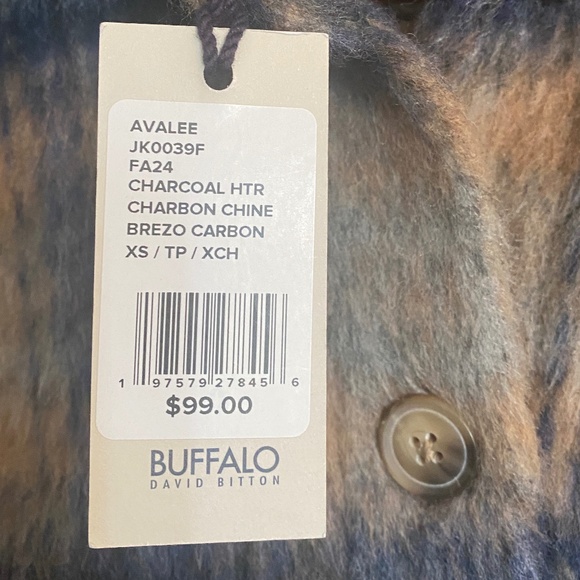 AVALEE
JK0039F
FA24
CHARCOAL HTR
CHARBON CHINE
BREZO CARBON
XS / TP / XCH
1 97579 27845 6
$99.00
BUFFALO
DAVID BITTON